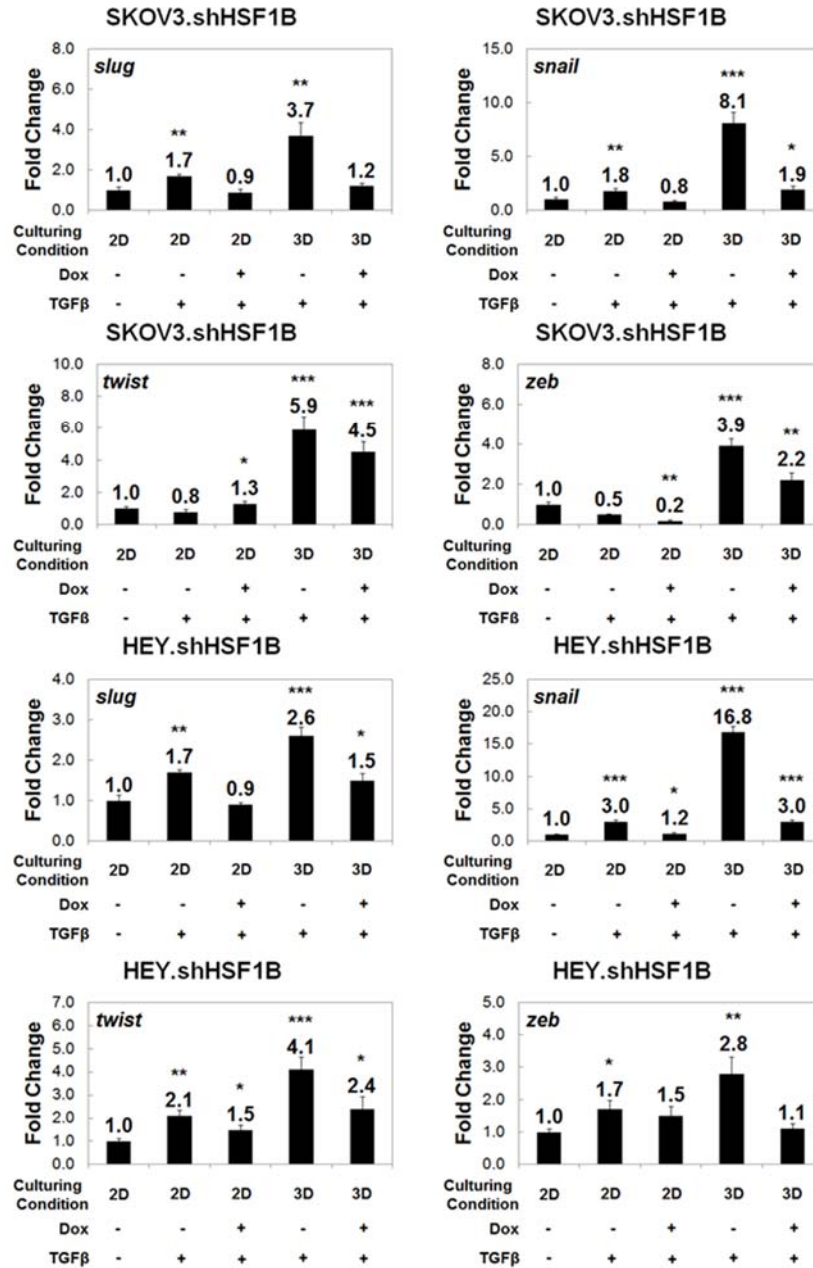 SKOV3.shHSF1B
slug
Fold Change
8.0
6.0
4.0
2.0
0.0
1.0
**
1.7
0.9
**
3.7
1.2
Culturing Condition 2D 2D 2D 3D 3D
Dox - - + - +
TGFβ - + + + +
SKOV3.shHSF1B
snail
Fold Change
15.0
10.0
5.0
0.0
1.0
**
1.8
0.8
***
8.1
*
1.9
Culturing Condition 2D 2D 2D 3D 3D
Dox - - + - +
TGFβ - + + + +
SKOV3.shHSF1B
twist
Fold Change
10.0
8.0
6.0
4.0
2.0
0.0
1.0
0.8
*
1.3
***
5.9
***
4.5
Culturing Condition 2D 2D 2D 3D 3D
Dox - - + - +
TGFβ - + + + +
SKOV3.shHSF1B
zeb
Fold Change
8.0
6.0
4.0
2.0
0.0
1.0
0.5
**
0.2
***
3.9
**
2.2
Culturing Condition 2D 2D 2D 3D 3D
Dox - - + - +
TGFβ - + + + +
HEY.shHSF1B
slug
Fold Change
4.0
3.0
2.0
1.0
0.0
1.0
**
1.7
0.9
***
2.6
*
1.5
Culturing Condition 2D 2D 2D 3D 3D
Dox - - + - +
TGFβ - + + + +
HEY.shHSF1B
snail
Fold Change
25.0
20.0
15.0
10.0
5.0
0.0
1.0
***
3.0
*
1.2
***
16.8
***
3.0
Culturing Condition 2D 2D 2D 3D 3D
Dox - - + - +
TGFβ - + + + +
HEY.shHSF1B
twist
Fold Change
7.0
6.0
5.0
4.0
3.0
2.0
1.0
0.0
1.0
**
2.1
*
1.5
***
4.1
*
2.4
Culturing Condition 2D 2D 2D 3D 3D
Dox - - + - +
TGFβ - + + + +
HEY.shHSF1B
zeb
Fold Change
5.0
4.0
3.0
2.0
1.0
0.0
1.0
*
1.7
1.5
**
2.8
1.1
Culturing Condition 2D 2D 2D 3D 3D
Dox - - + - +
TGFβ - + + + +